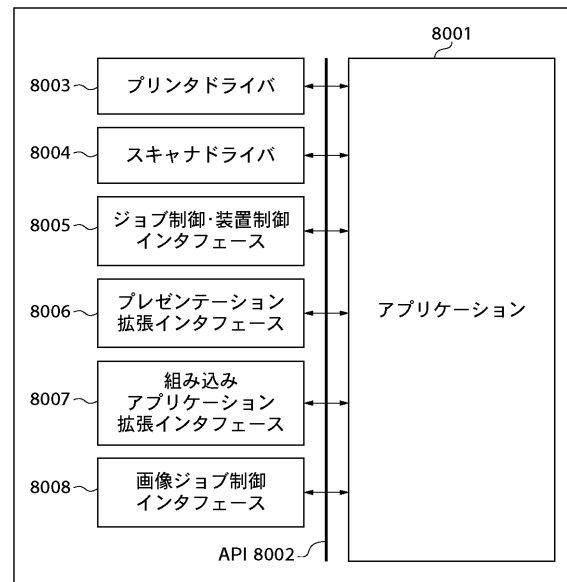 8001
8003
プリンタドライバ
8004
スキャナドライバ
8005
ジョブ制御・装置制御
インタフェース
8006
プレゼンテーション
拡張インタフェース
8007
組み込み
アプリケーション
拡張インタフェース
8008
画像ジョブ制御
インタフェース
アプリケーション
API 8002